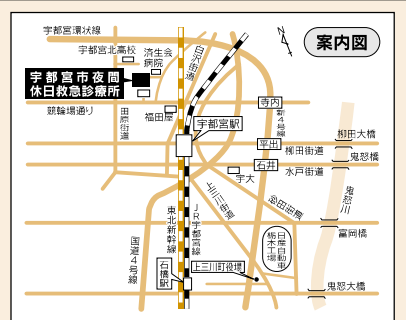 案内図
N
宇都宮環状線
宇都宮北高校
済生会
病院
白沢街道
宇都宮市夜間
休日救急診療所
競輪場通り
田原街道
福田屋
宇都宮駅
寺内
新4号線
平出
柳田大橋
柳田街道
石井
鬼怒橋
水戸街道
宇大
上三川街道
鬼怒川
東北新幹線
JR宇都宮線
国道4号線
日産自動車
栃木工場
富岡橋
石橋駅
上三川町役場
鬼怒大橋